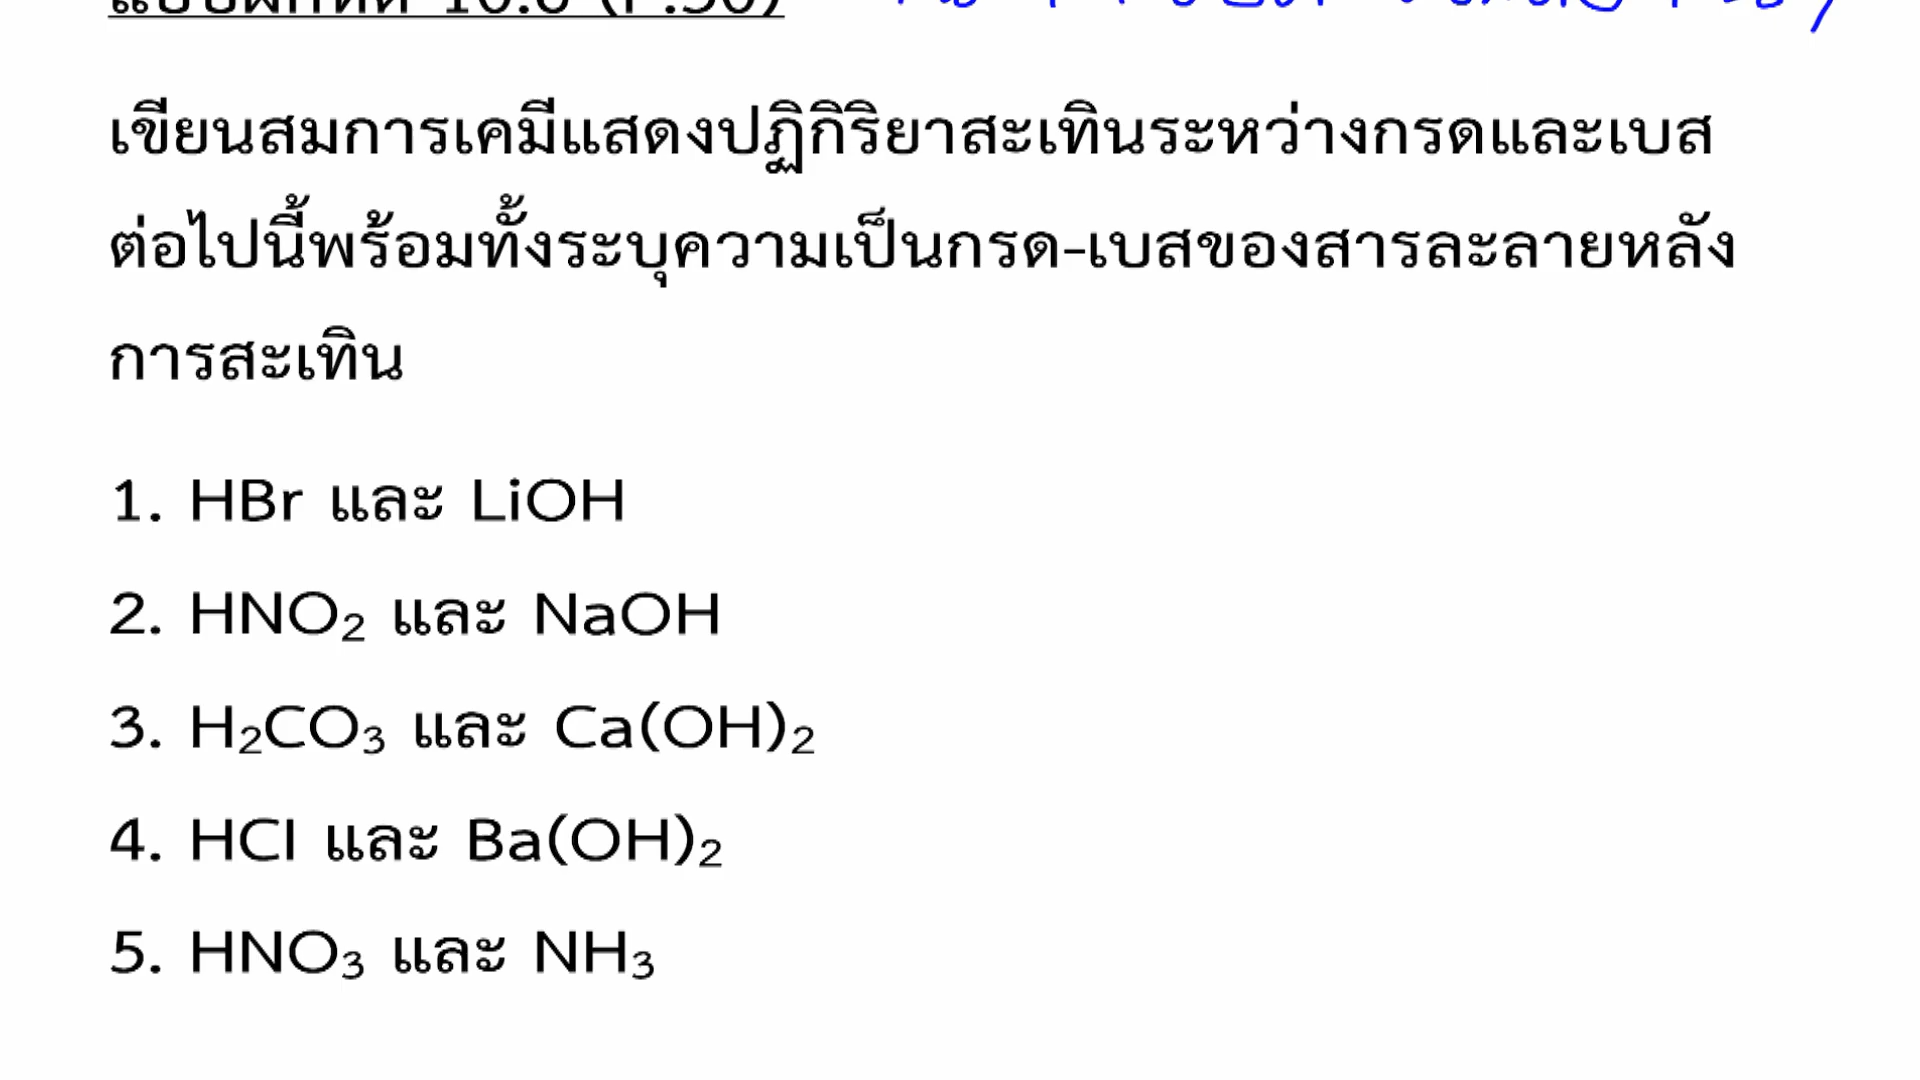 เขียนสมการเคมีแสดงปฏิกิริยาสะเทินระหว่างกรดและเบส
ต่อไปนี้พร้อมทั้งระบุความเป็นกรด-เบสของสารละลายหลัง
การสะเทิน
1. HBr และ LiOH
2. HNO₂ และ NaOH
3. H₂CO₃ และ Ca(OH)₂
4. HCl และ Ba(OH)₂
5. HNO₃ และ NH₃